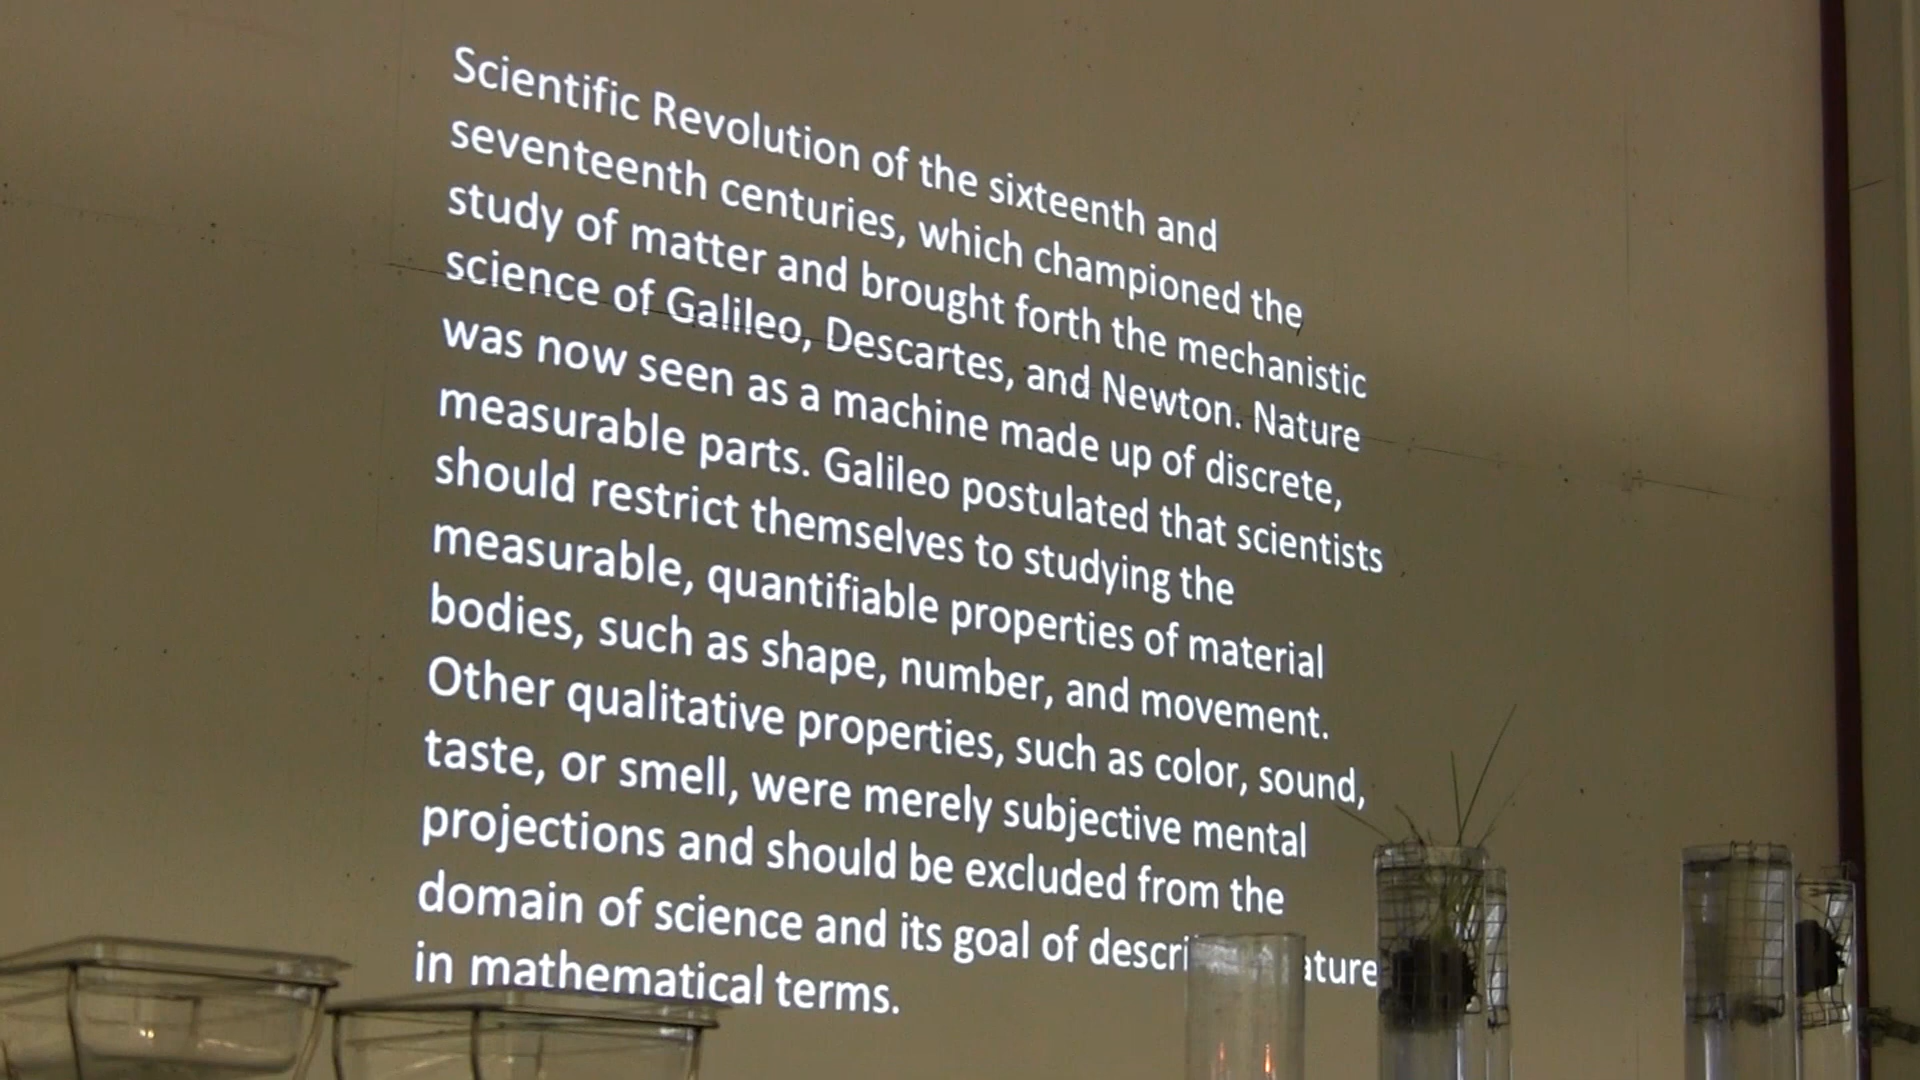 Scientific Revolution of the sixteenth and
seventeenth centuries, which championed the
study of matter and brought forth the mechanistic
science of Galileo, Descartes, and Newton. Nature
was now seen as a machine made up of discrete,
measurable parts. Galileo postulated that scientists
should restrict themselves to studying the
measurable, quantifiable properties of material
bodies, such as shape, number, and movement.
Other qualitative properties, such as color, sound,
taste, or smell, were merely subjective mental
projections and should be excluded from the
domain of science and its goal of
in mathematical terms.